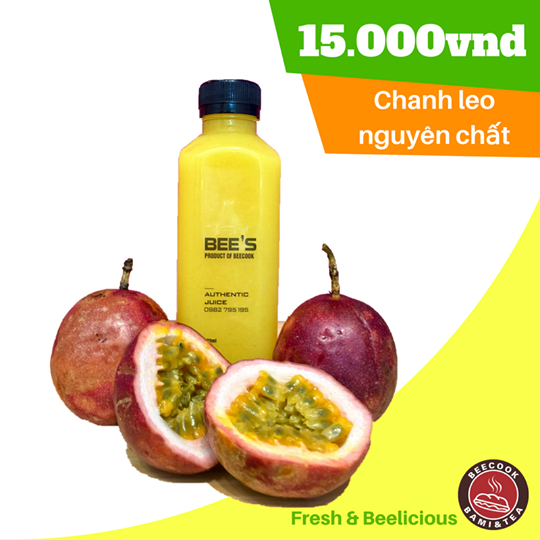 15.000vnd
Chanh leo
nguyên chất
BEE'S
PRODUCT OF BEECOOK
AUTHENTIC
JUICE
0982 795 195
Fresh & Beelicious
BEECOOK
BAMI&TEA